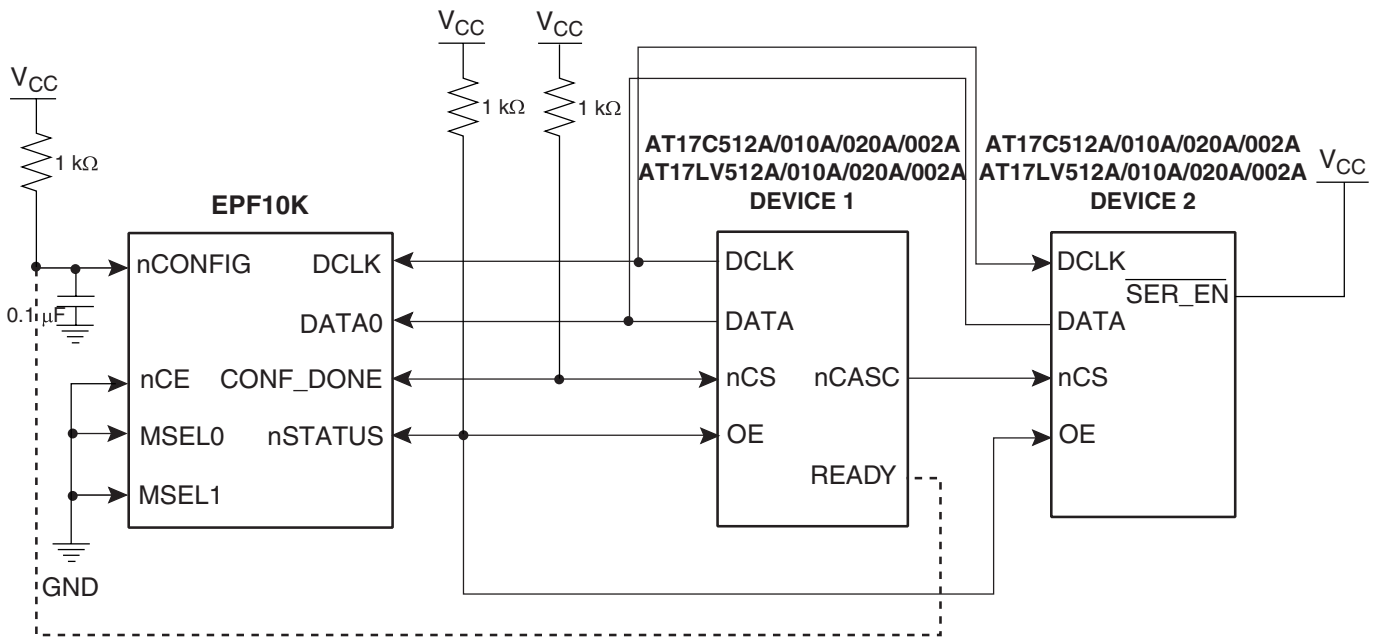 VCC
VCC
VCC
1 kΩ
1 kΩ
1 kΩ
AT17C512A/010A/020A/002A
AT17LV512A/010A/020A/002A
DEVICE 1
AT17C512A/010A/020A/002A
AT17LV512A/010A/020A/002A
DEVICE 2
VCC
EPF10K
nCONFIG
DCLK
DCLK
DCLK
SER_EN
0.1 µF
DATA0
DATA
DATA
nCE
CONF_DONE
nCS
nCASC
nCS
MSEL0
nSTATUS
OE
OE
READY
MSEL1
GND